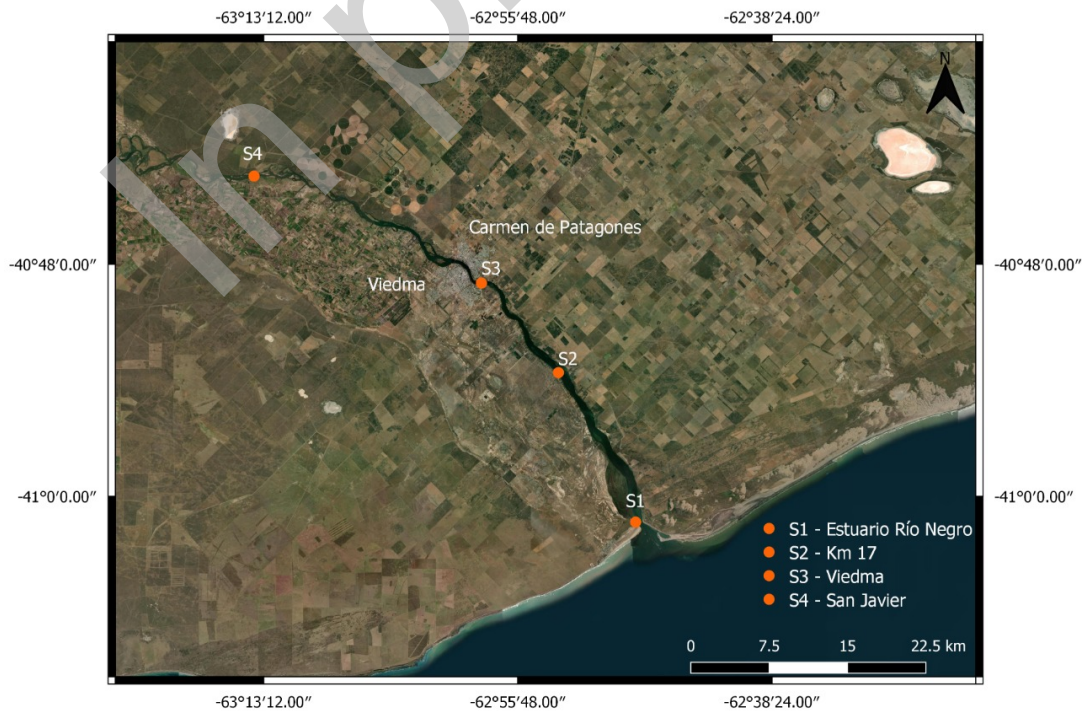 -63°13′12.00″ -62°55′48.00″ -62°38′24.00″
N
S4
Carmen de Patagones
-40°48′0.00″ -40°48′0.00″
S3
Viedma
S2
-41°0′0.00″ -41°0′0.00″
S1
S1 - Estuario Río Negro
S2 - Km 17
S3 - Viedma
S4 - San Javier
0 7.5 15 22.5 km
-63°13′12.00″ -62°55′48.00″ -62°38′24.00″
In p